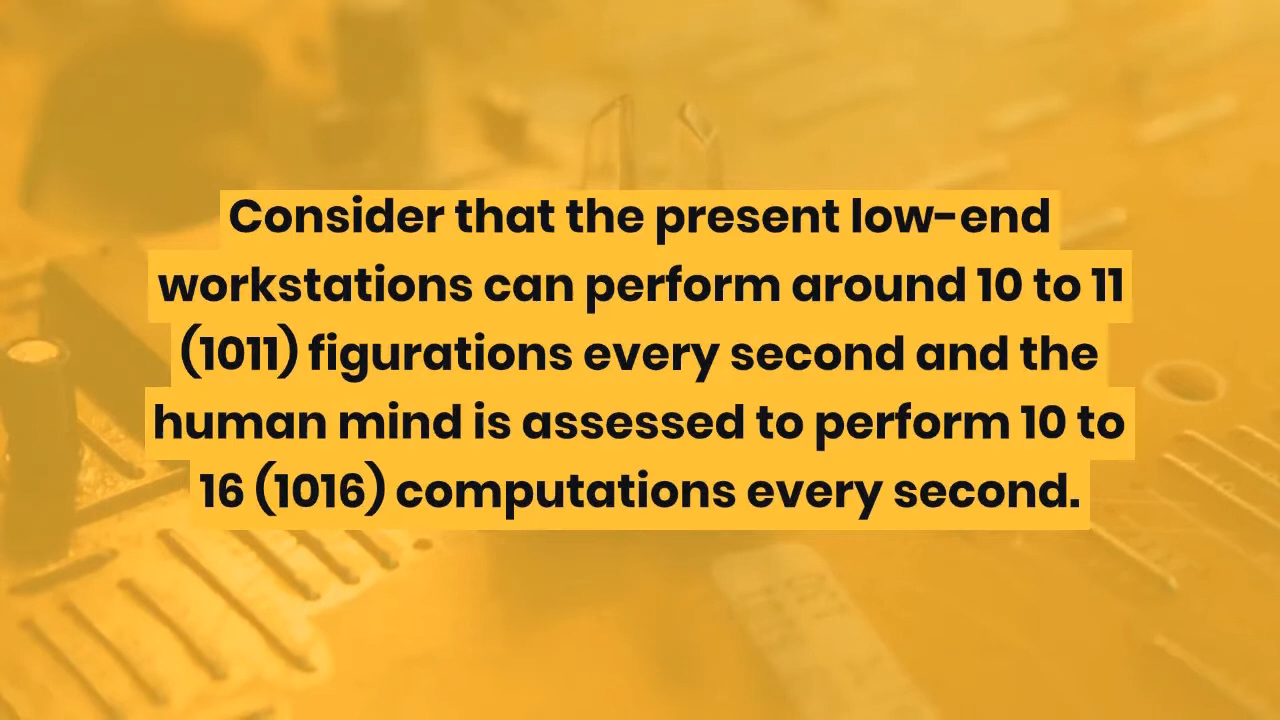 Consider that the present low-end
workstations can perform around 10 to 11
(1011) figurations every second and the
human mind is assessed to perform 10 to
16 (1016) computations every second.